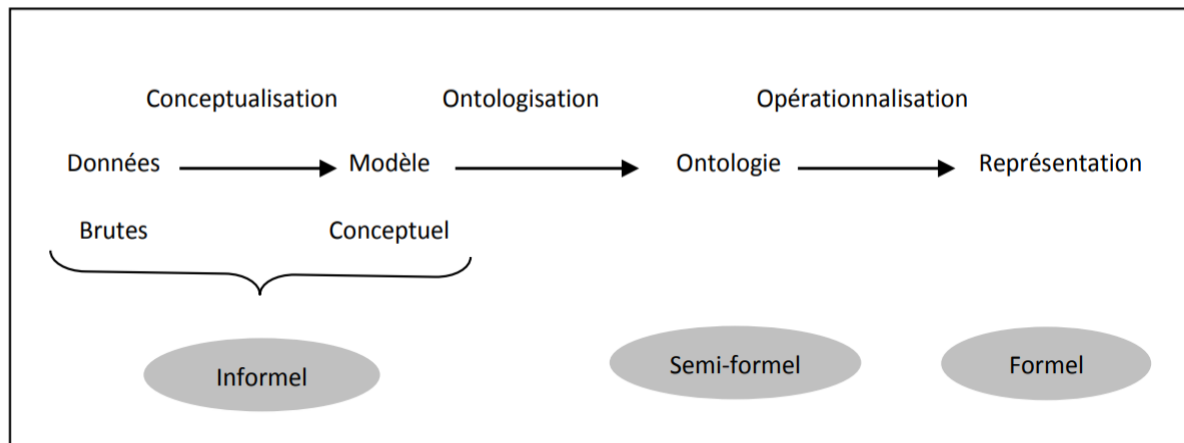 Conceptualisation Ontologisation Opérationnalisation
Données Modèle Ontologie Représentation
Brutes Conceptuel
Informel Semi-formel Formel